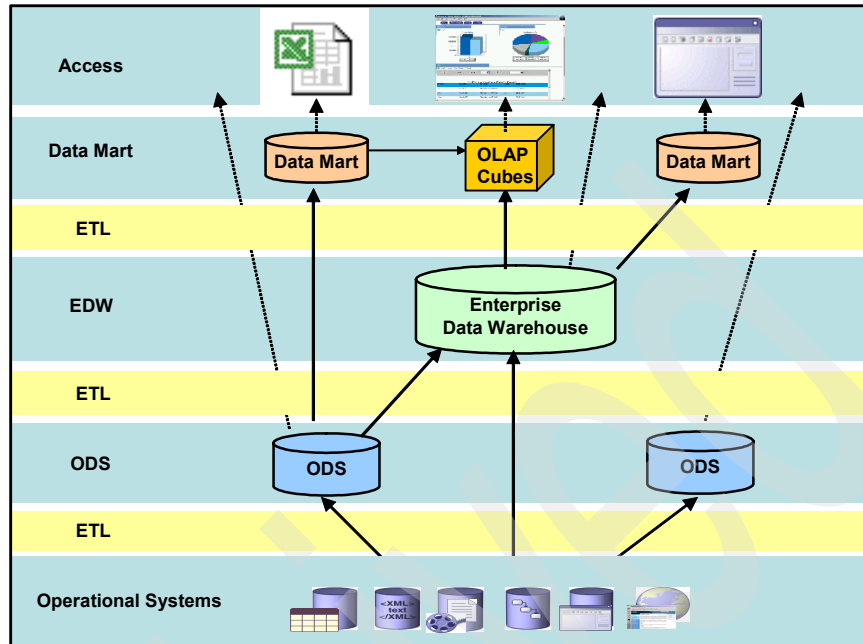 Access
Data Mart
Data Mart
OLAP
Cubes
Data Mart
ETL
EDW
Enterprise
Data Warehouse
ETL
ODS
ODS
ODS
ETL
Operational Systems
<XML>
text
</XML>